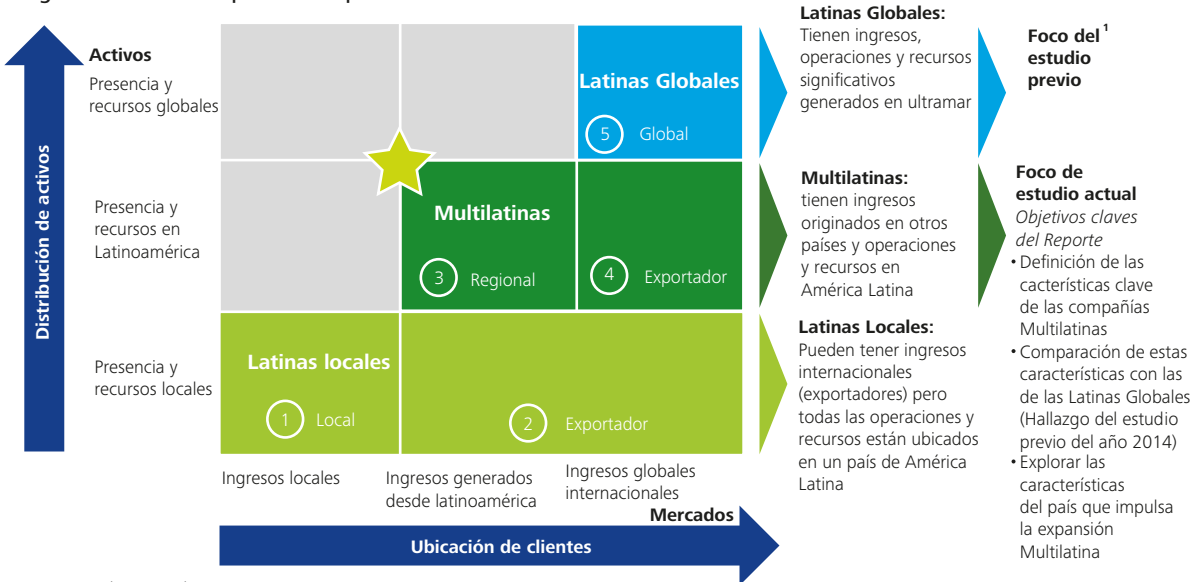 Activos
Presencia y
recursos globales
Distribución de activos
Presencia y
recursos en
Latinoamérica
Presencia y
recursos locales
Latinas Globales
5 Global
Multilatinas
3 Regional
4 Exportador
Latinas locales
1 Local
2 Exportador
Ingresos locales
Ingresos generados
desde latinoamérica
Ingresos globales
internacionales
Mercados
Ubicación de clientes
Latinas Globales:
Tienen ingresos,
operaciones y recursos
significativos
generados en ultramar
Multilatinas:
tienen ingresos
originados en otros
países y operaciones
y recursos en
América Latina
Latinas Locales:
Pueden tener ingresos
internacionales
(exportadores) pero
todas las operaciones y
recursos están ubicados
en un país de América
Latina
Foco del 1
estudio
previo
Foco de
estudio actual
Objetivos claves
del Reporte
• Definición de las
cacterísticas clave
de las compañías
Multilatinas
• Comparación de estas
características con las
de las Latinas Globales
(Hallazgo del estudio
previo del año 2014)
• Explorar las
características
del país que impulsa
la expansión
Multilatina